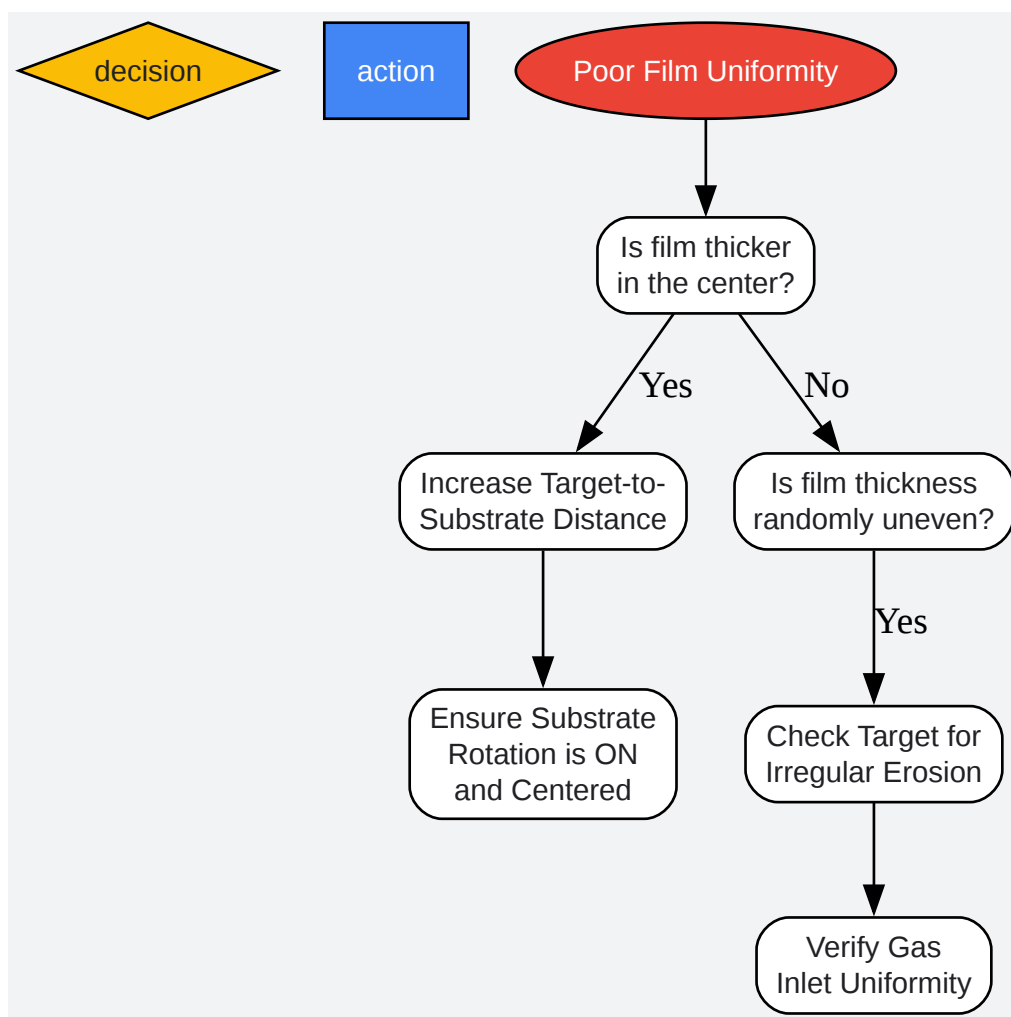 decision
action
Poor Film Uniformity
Is film thicker
in the center?
Yes
No
Increase Target-to-
Substrate Distance
Is film thickness
randomly uneven?
Yes
Ensure Substrate
Rotation is ON
and Centered
Check Target for
Irregular Erosion
Verify Gas
Inlet Uniformity